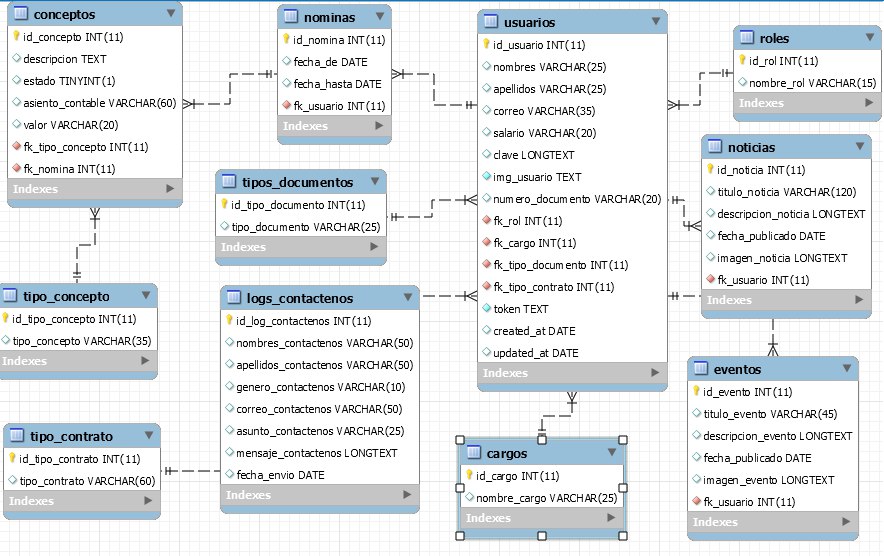 conceptos
id_concepto INT(11)
descripcion TEXT
estado TINYINT(1)
asiento_contable VARCHAR(60)
valor VARCHAR(20)
fk_tipo_concepto INT(11)
fk_nomina INT(11)
Indexes
nominas
id_nomina INT(11)
fecha_de DATE
fecha_hasta DATE
fk_usuario INT(11)
Indexes
usuarios
id_usuario INT(11)
nombres VARCHAR(25)
apellidos VARCHAR(25)
correo VARCHAR(35)
salario VARCHAR(20)
clave LONGTEXT
img_usuario TEXT
numero_documento VARCHAR(20)
fk_rol INT(11)
fk_cargo INT(11)
fk_tipo_documento INT(11)
fk_tipo_contrato INT(11)
token TEXT
created_at DATE
updated_at DATE
Indexes
roles
id_rol INT(11)
nombre_rol VARCHAR(15)
Indexes
noticias
id_noticia INT(11)
titulo_noticia VARCHAR(120)
descripcion_noticia LONGTEXT
fecha_publicado DATE
imagen_noticia LONGTEXT
fk_usuario INT(11)
Indexes
tipos_documentos
id_tipo_documento INT(11)
tipo_documento VARCHAR(25)
Indexes
tipo_concepto
id_tipo_concepto INT(11)
tipo_concepto VARCHAR(35)
Indexes
logs_contactenos
id_log_contactenos INT(11)
nombres_contactenos VARCHAR(50)
apellidos_contactenos VARCHAR(50)
genero_contactenos VARCHAR(10)
correo_contactenos VARCHAR(50)
asunto_contactenos VARCHAR(25)
mensaje_contactenos LONGTEXT
fecha_envio DATE
Indexes
eventos
id_evento INT(11)
titulo_evento VARCHAR(45)
descripcion_evento LONGTEXT
fecha_publicado DATE
imagen_evento LONGTEXT
fk_usuario INT(11)
Indexes
tipo_contrato
id_tipo_contrato INT(11)
tipo_contrato VARCHAR(60)
Indexes
cargos
id_cargo INT(11)
nombre_cargo VARCHAR(25)
Indexes